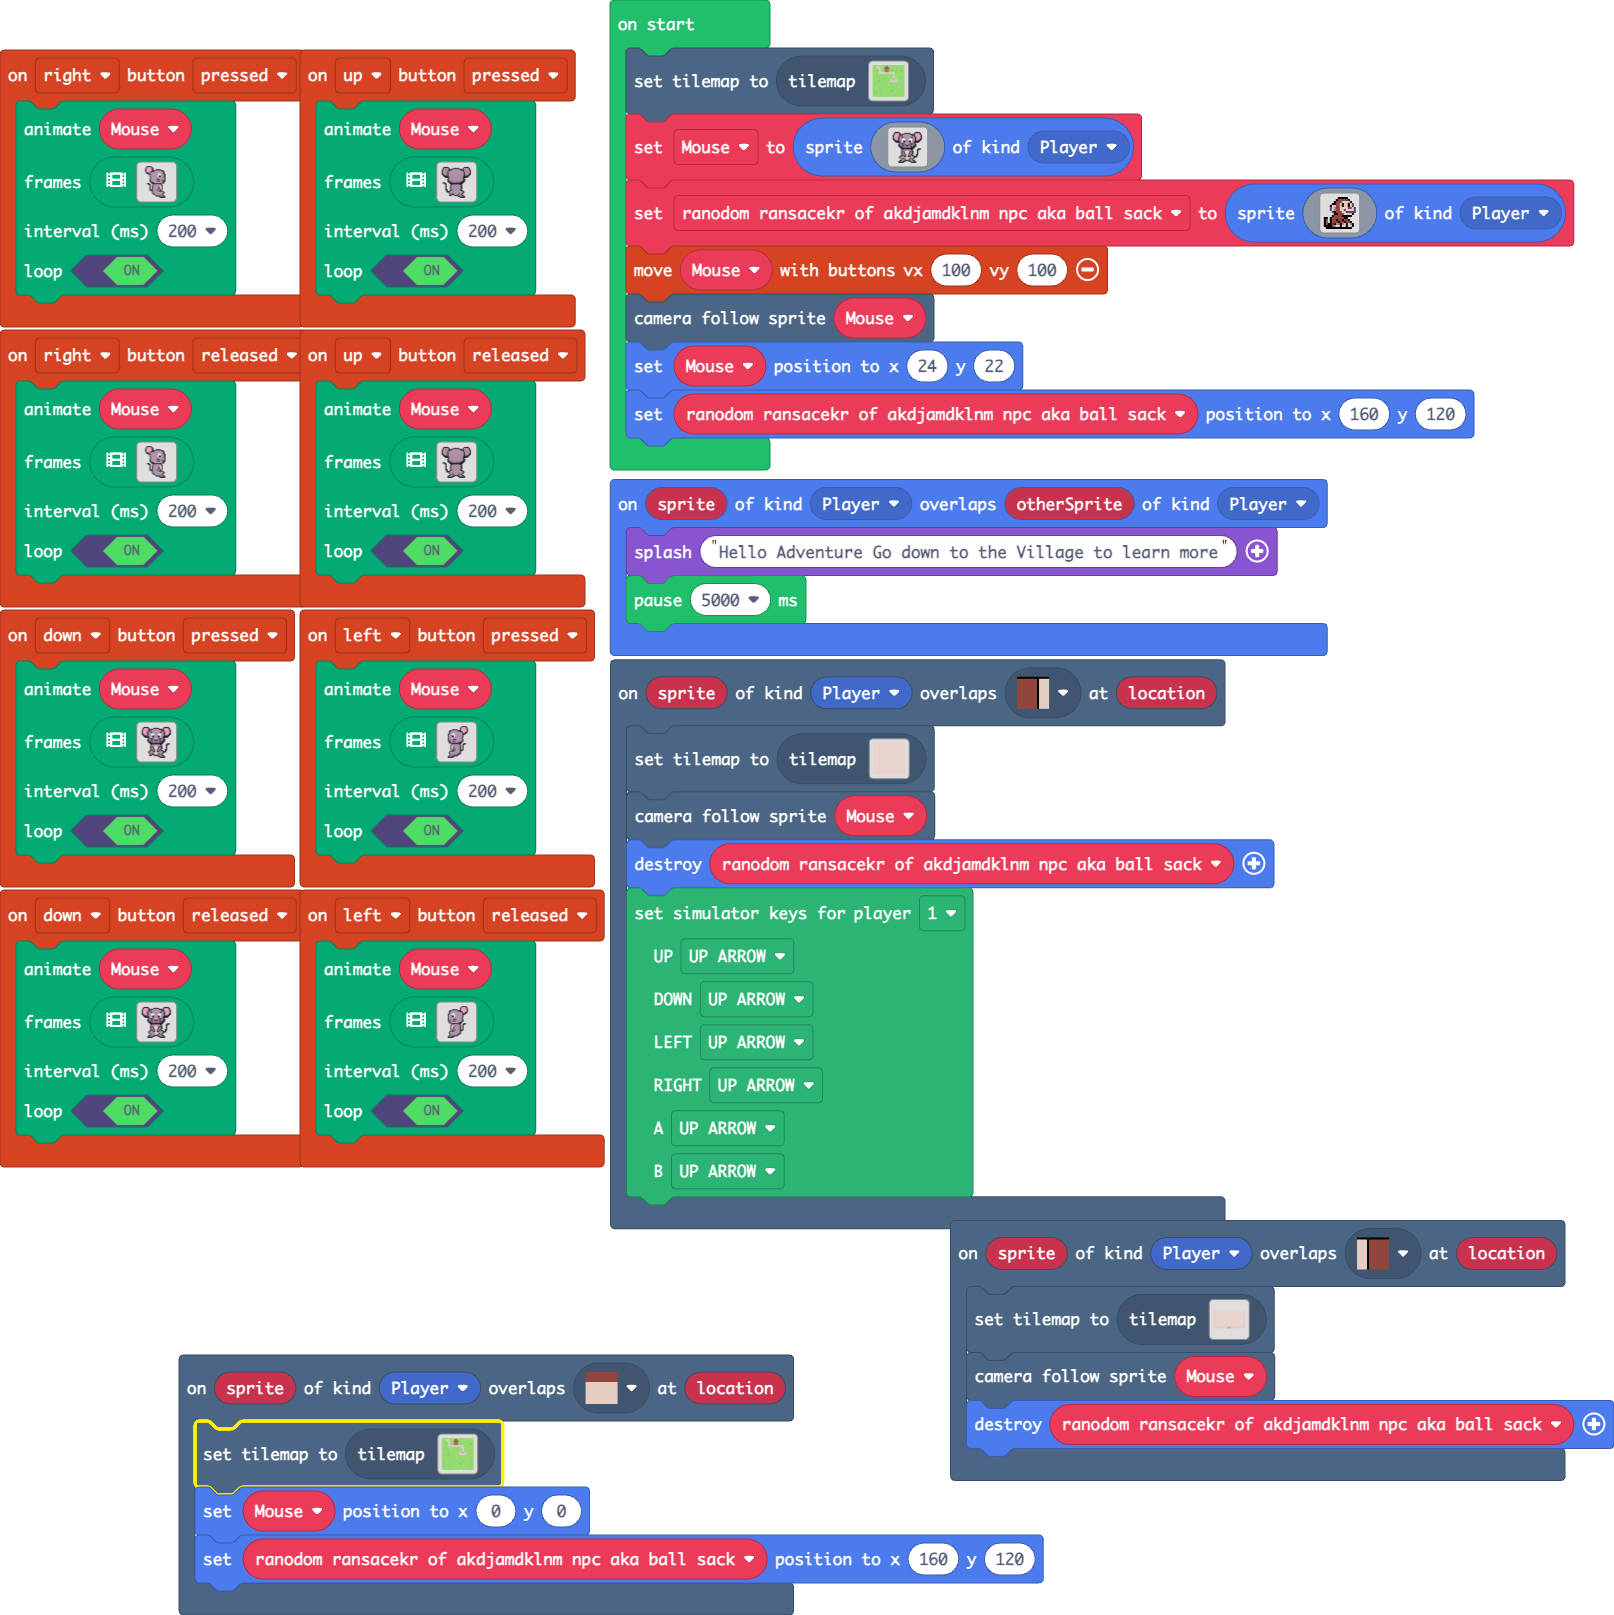 on right button pressed
animate Mouse
frames
interval (ms) 200
loop ON
on up button pressed
animate Mouse
frames
interval (ms) 200
loop ON
on right button released
animate Mouse
frames
interval (ms) 200
loop ON
on up button released
animate Mouse
frames
interval (ms) 200
loop ON
on down button pressed
animate Mouse
frames
interval (ms) 200
loop ON
on left button pressed
animate Mouse
frames
interval (ms) 200
loop ON
on down button released
animate Mouse
frames
interval (ms) 200
loop ON
on left button released
animate Mouse
frames
interval (ms) 200
loop ON
on start
set tilemap to tilemap
set Mouse to sprite of kind Player
set ranodom ransacekr of akdjamdklnm npc aka ball sack to sprite of kind Player
move Mouse with buttons vx 100 vy 100
camera follow sprite Mouse
set Mouse position to x 24 y 22
set ranodom ransacekr of akdjamdklnm npc aka ball sack position to x 160 y 120
on sprite of kind Player overlaps otherSprite of kind Player
splash "Hello Adventure Go down to the Village to learn more"
pause 5000 ms
on sprite of kind Player overlaps at location
set tilemap to tilemap
camera follow sprite Mouse
destroy ranodom ransacekr of akdjamdklnm npc aka ball sack
set simulator keys for player 1
UP UP ARROW
DOWN UP ARROW
LEFT UP ARROW
RIGHT UP ARROW
A UP ARROW
B UP ARROW
on sprite of kind Player overlaps at location
set tilemap to tilemap
camera follow sprite Mouse
destroy ranodom ransacekr of akdjamdklnm npc aka ball sack
on sprite of kind Player overlaps at location
set tilemap to tilemap
set Mouse position to x 0 y 0
set ranodom ransacekr of akdjamdklnm npc aka ball sack position to x 160 y 120